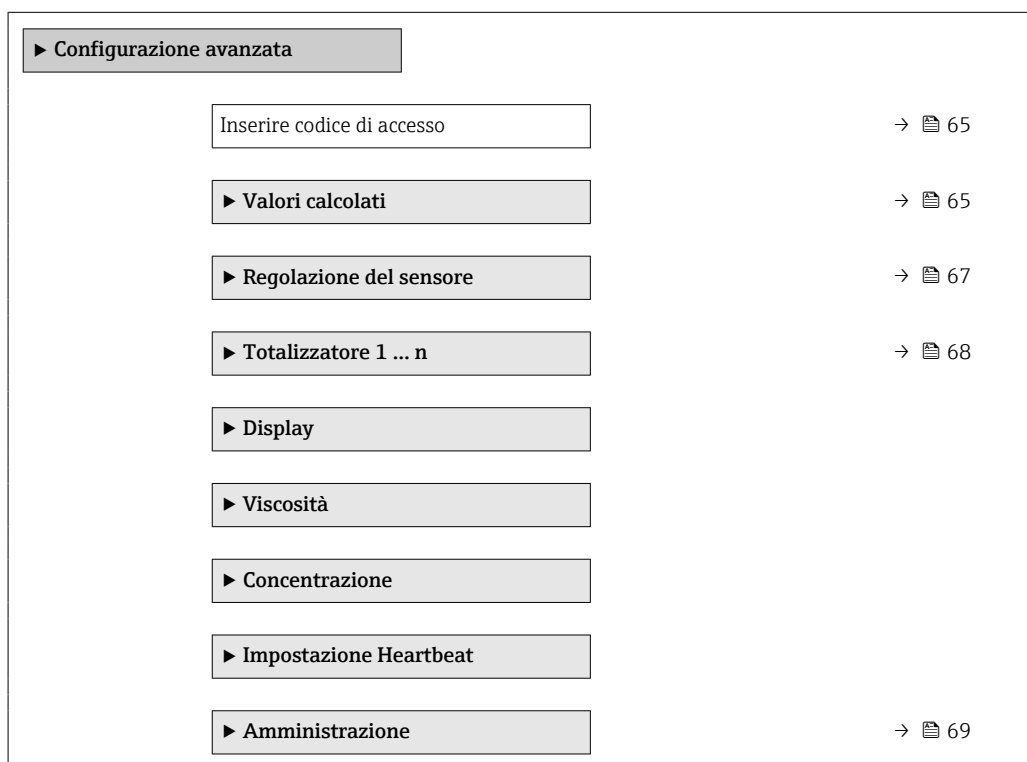 ▶ Configurazione avanzata
Inserire codice di accesso → 65
▶ Valori calcolati → 65
▶ Regolazione del sensore → 67
▶ Totalizzatore 1 … n → 68
▶ Display
▶ Viscosità
▶ Concentrazione
▶ Impostazione Heartbeat
▶ Amministrazione → 69